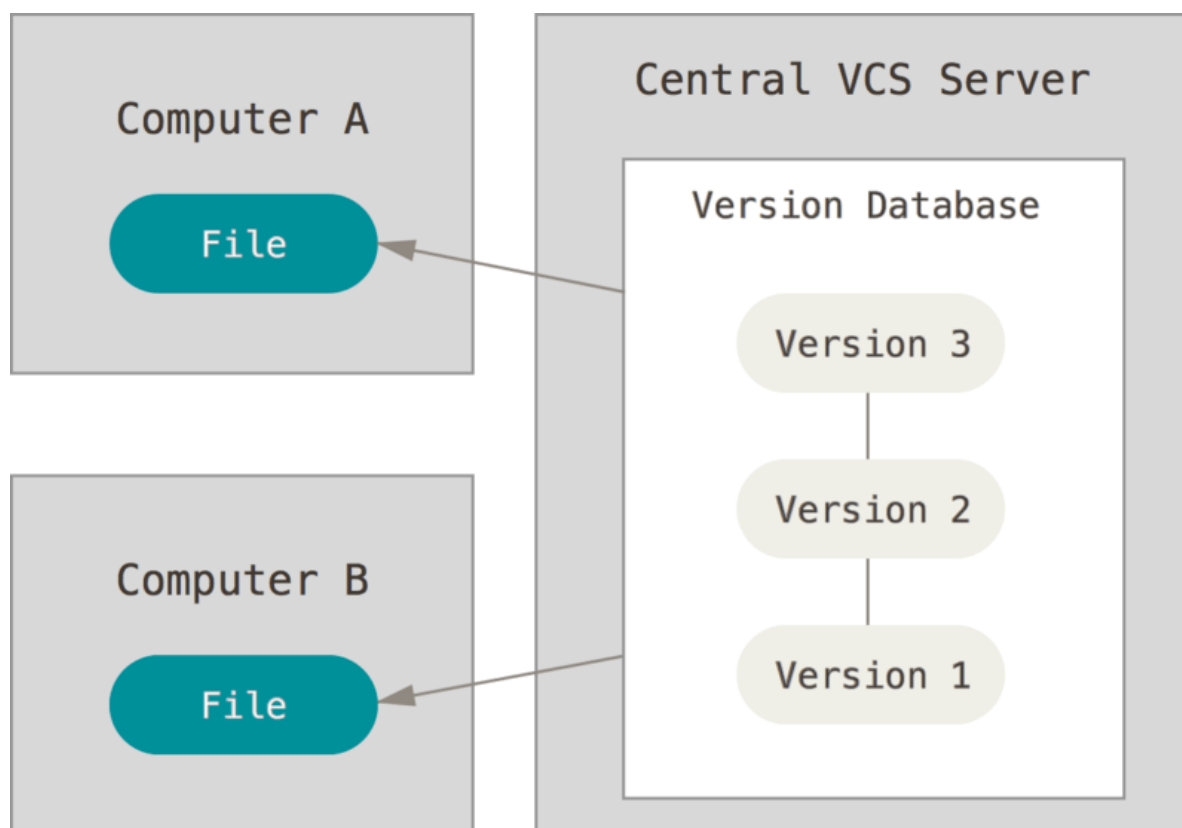 Computer A
File
Computer B
File
Central VCS Server
Version Database
Version 3
Version 2
Version 1